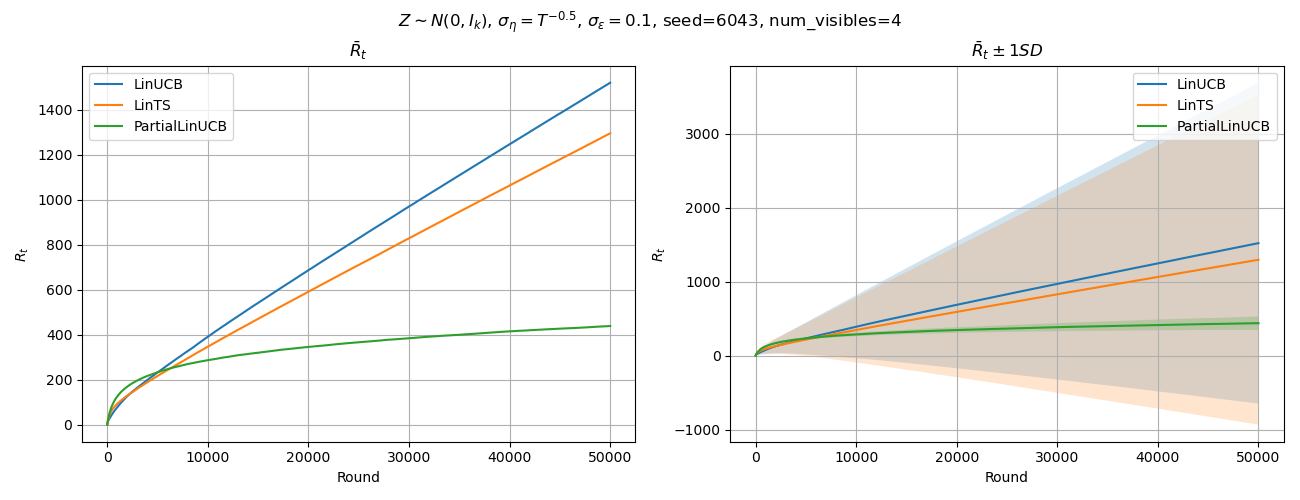 Z ∼ N(0, I_k), σ_η = T^{−0.5}, σ_ε = 0.1, seed=6043, num_visibles=4
R̄_t
LinUCB
LinTS
PartialLinUCB
1400
1200
1000
800
600
400
200
0
R_t
0 10000 20000 30000 40000 50000
Round
R̄_t ± 1SD
LinUCB
LinTS
PartialLinUCB
3000
2000
1000
0
−1000
R_t
0 10000 20000 30000 40000 50000
Round